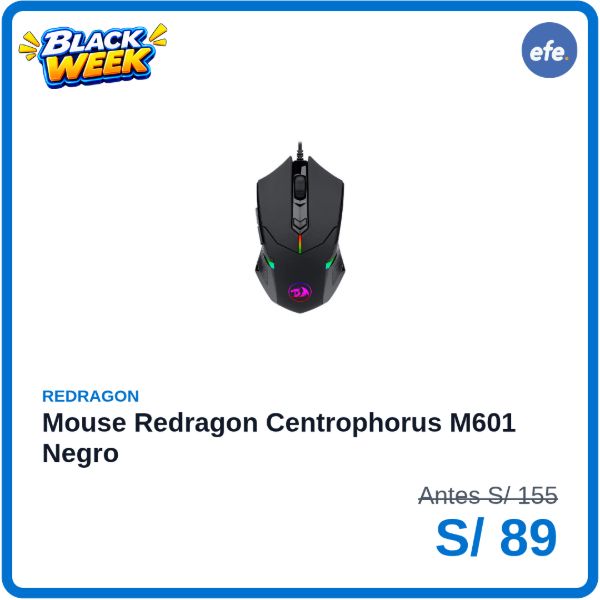 BLACK
WEEK
efe.
REDRAGON
Mouse Redragon Centrophorus M601
Negro
Antes S/ 155
S/ 89